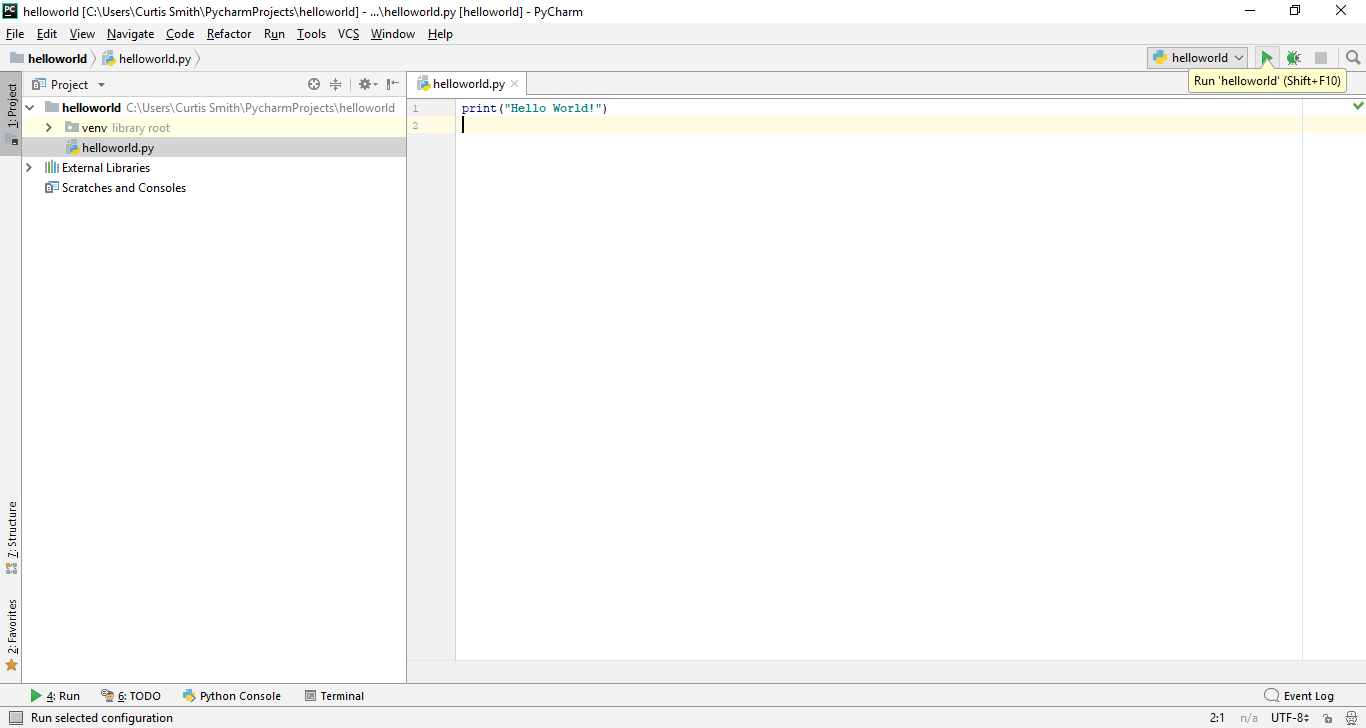 PC helloworld [C:\Users\Curtis Smith\PycharmProjects\helloworld] - ...\helloworld.py [helloworld] - PyCharm
File Edit View Navigate Code Refactor Run Tools VCS Window Help
helloworld helloworld.py helloworld
Run 'helloworld' (Shift+F10)
1: Project
Project
helloworld.py
helloworld C:\Users\Curtis Smith\PycharmProjects\helloworld
venv library root
helloworld.py
External Libraries
Scratches and Consoles
1 print("Hello World!")
2
7: Structure
2: Favorites
4: Run 6: TODO Python Console Terminal Event Log
Run selected configuration 2:1 n/a UTF-8